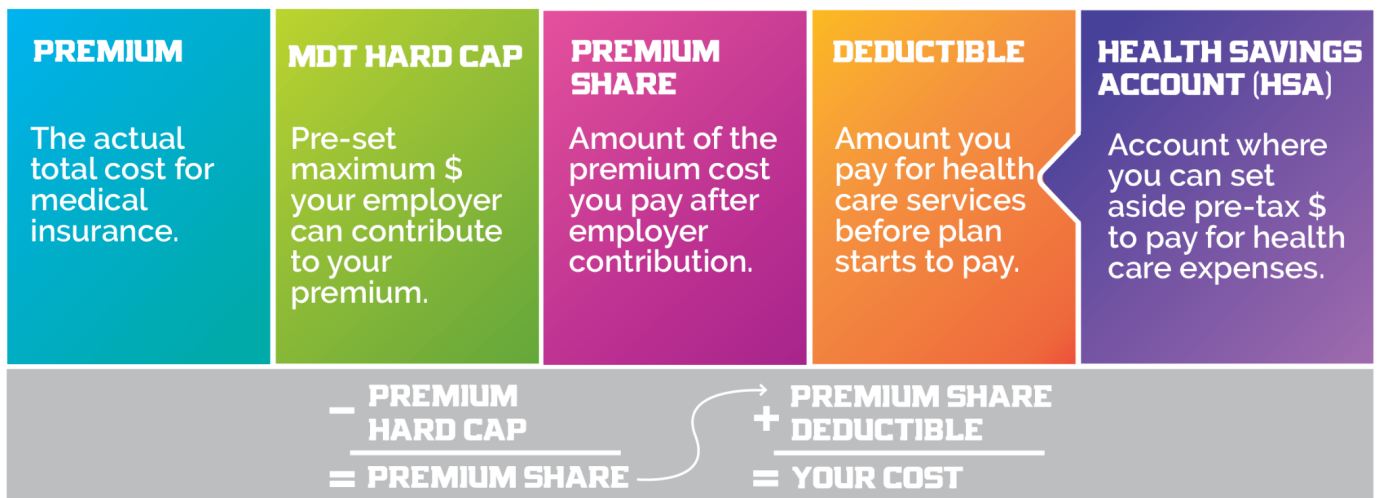 PREMIUM
The actual
total cost for
medical
insurance.
MDT HARD CAP
Pre-set
maximum $
your employer
can contribute
to your
premium.
PREMIUM
SHARE
Amount of the
premium cost
you pay after
employer
contribution.
DEDUCTIBLE
Amount you
pay for health
care services
before plan
starts to pay.
HEALTH SAVINGS
ACCOUNT (HSA)
Account where
you can set
aside pre-tax $
to pay for health
care expenses.
PREMIUM
– HARD CAP
= PREMIUM SHARE
PREMIUM SHARE
+ DEDUCTIBLE
= YOUR COST